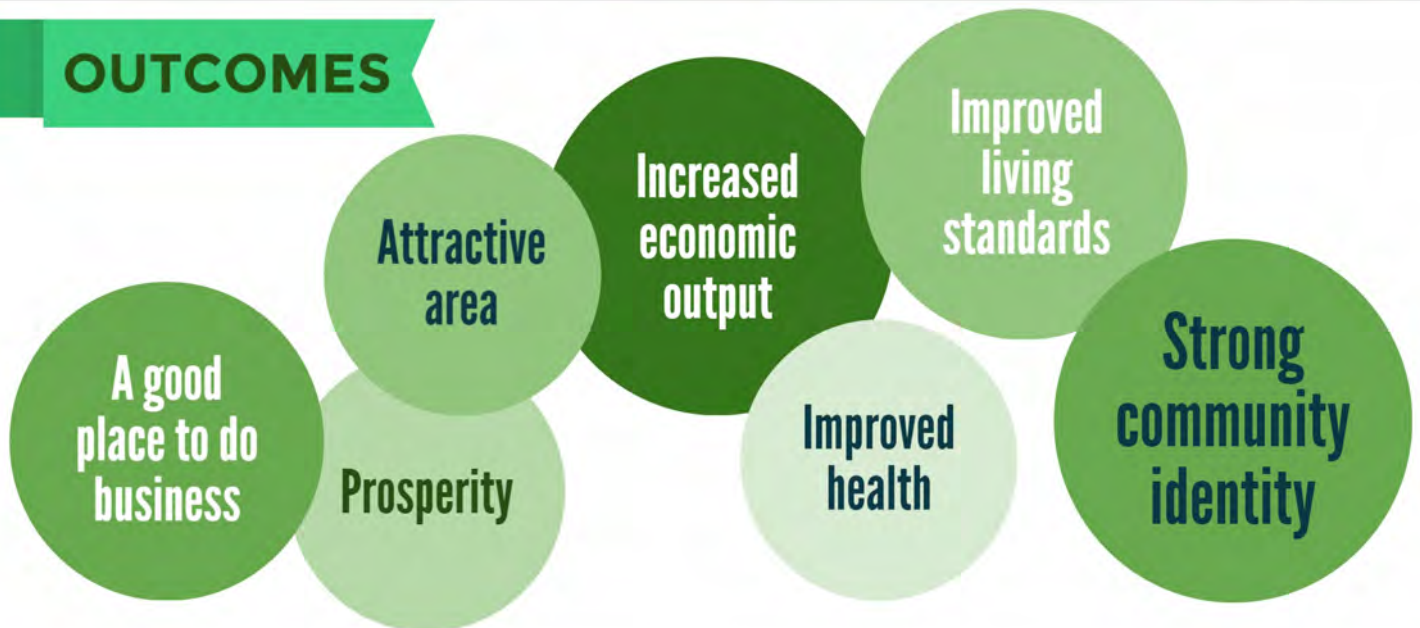 OUTCOMES
A good
place to do
business
Attractive
area
Prosperity
Increased
economic
output
Improved
living
standards
Improved
health
Strong
community
identity